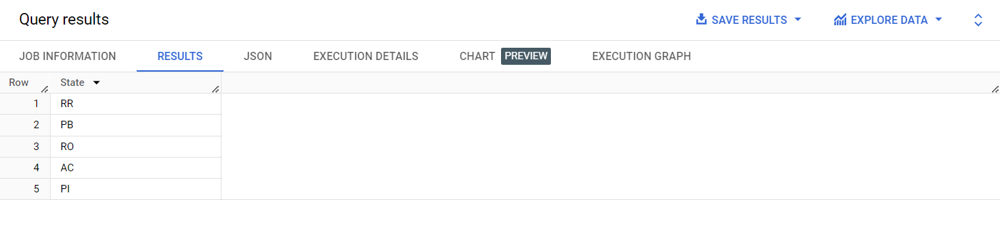 Query results SAVE RESULTS EXPLORE DATA
JOB INFORMATION RESULTS JSON EXECUTION DETAILS CHART PREVIEW EXECUTION GRAPH
Row State
1 RR
2 PB
3 RO
4 AC
5 PI